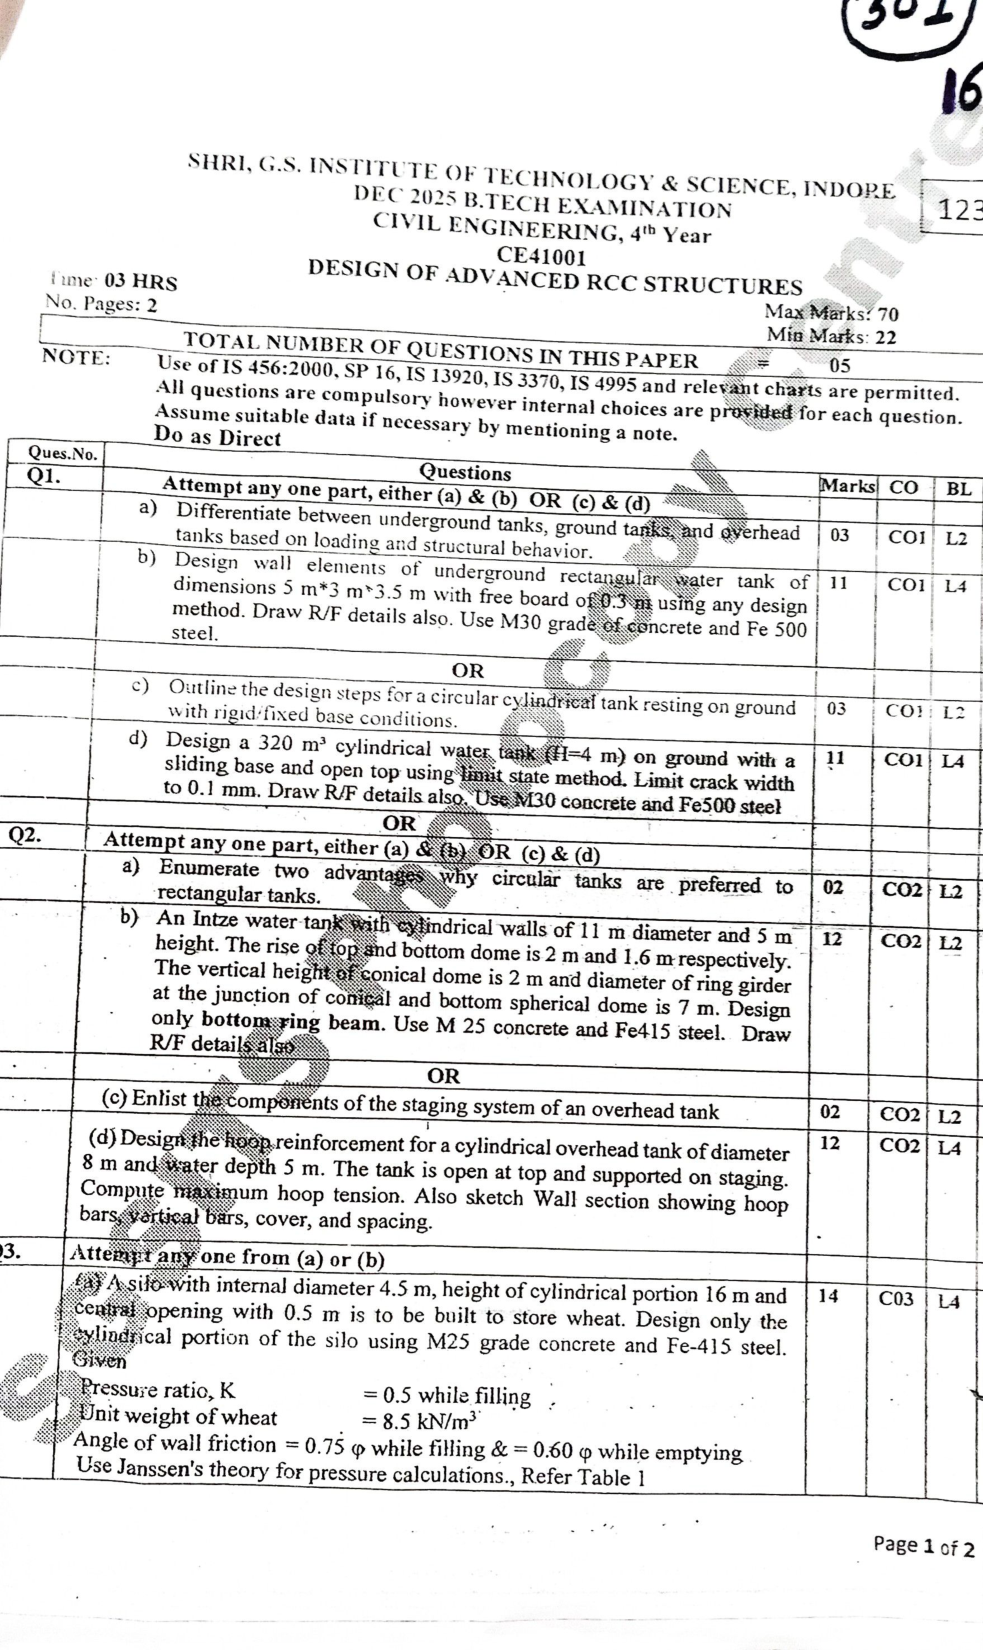 301
16
SHRI, G.S. INSTITUTE OF TECHNOLOGY & SCIENCE, INDORE
DEC 2025 B.TECH EXAMINATION
123
CIVIL ENGINEERING, 4th Year
CE41001
DESIGN OF ADVANCED RCC STRUCTURES
Time: 03 HRS
No. Pages: 2
Max Marks: 70
Min Marks: 22
TOTAL NUMBER OF QUESTIONS IN THIS PAPER = 05
NOTE: Use of IS 456:2000, SP 16, IS 13920, IS 3370, IS 4995 and relevant charts are permitted.
All questions are compulsory however internal choices are provided for each question.
Assume suitable data if necessary by mentioning a note.
Do as Direct
Ques.No. Questions Marks CO BL
Q1. Attempt any one part, either (a) & (b) OR (c) & (d)
a) Differentiate between underground tanks, ground tanks, and overhead 03 CO1 L2
tanks based on loading and structural behavior.
b) Design wall elements of underground rectangular water tank of 11 CO1 L4
dimensions 5 m*3 m*3.5 m with free board of 0.3 m using any design
method. Draw R/F details also. Use M30 grade of concrete and Fe 500
steel.
OR
c) Outline the design steps for a circular cylindrical tank resting on ground 03 CO1 L2
with rigid/fixed base conditions.
d) Design a 320 m³ cylindrical water tank (H=4 m) on ground with a 11 CO1 L4
sliding base and open top using limit state method. Limit crack width
to 0.1 mm. Draw R/F details also. Use M30 concrete and Fe500 steel
OR
Q2. Attempt any one part, either (a) & (b) OR (c) & (d)
a) Enumerate two advantages why circular tanks are preferred to 02 CO2 L2
rectangular tanks.
b) An Intze water tank with cylindrical walls of 11 m diameter and 5 m 12 CO2 L2
height. The rise of top and bottom dome is 2 m and 1.6 m respectively.
The vertical height of conical dome is 2 m and diameter of ring girder
at the junction of conical and bottom spherical dome is 7 m. Design
only bottom ring beam. Use M 25 concrete and Fe415 steel. Draw
R/F details also
OR
(c) Enlist the components of the staging system of an overhead tank 02 CO2 L2
(d) Design the hoop reinforcement for a cylindrical overhead tank of diameter 12 CO2 L4
8 m and water depth 5 m. The tank is open at top and supported on staging.
Compute maximum hoop tension. Also sketch Wall section showing hoop
bars, vertical bars, cover, and spacing.
3. Attempt any one from (a) or (b)
(a) A silo with internal diameter 4.5 m, height of cylindrical portion 16 m and 14 C03 L4
central opening with 0.5 m is to be built to store wheat. Design only the
cylindrical portion of the silo using M25 grade concrete and Fe-415 steel.
Given
Pressure ratio, K = 0.5 while filling
Unit weight of wheat = 8.5 kN/m³
Angle of wall friction = 0.75 φ while filling & = 0.60 φ while emptying
Use Janssen's theory for pressure calculations., Refer Table 1
Page 1 of 2